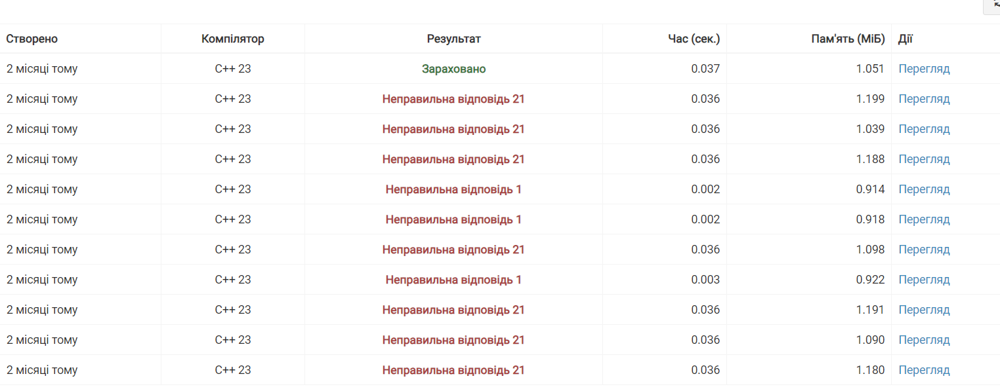 Створено Компілятор Результат Час (сек.) Пам'ять (МіБ) Дії
2 місяці тому C++ 23 Зараховано 0.037 1.051 Перегляд
2 місяці тому C++ 23 Неправильна відповідь 21 0.036 1.199 Перегляд
2 місяці тому C++ 23 Неправильна відповідь 21 0.036 1.039 Перегляд
2 місяці тому C++ 23 Неправильна відповідь 21 0.036 1.188 Перегляд
2 місяці тому C++ 23 Неправильна відповідь 1 0.002 0.914 Перегляд
2 місяці тому C++ 23 Неправильна відповідь 1 0.002 0.918 Перегляд
2 місяці тому C++ 23 Неправильна відповідь 21 0.036 1.098 Перегляд
2 місяці тому C++ 23 Неправильна відповідь 1 0.003 0.922 Перегляд
2 місяці тому C++ 23 Неправильна відповідь 21 0.036 1.191 Перегляд
2 місяці тому C++ 23 Неправильна відповідь 21 0.036 1.090 Перегляд
2 місяці тому C++ 23 Неправильна відповідь 21 0.036 1.180 Перегляд